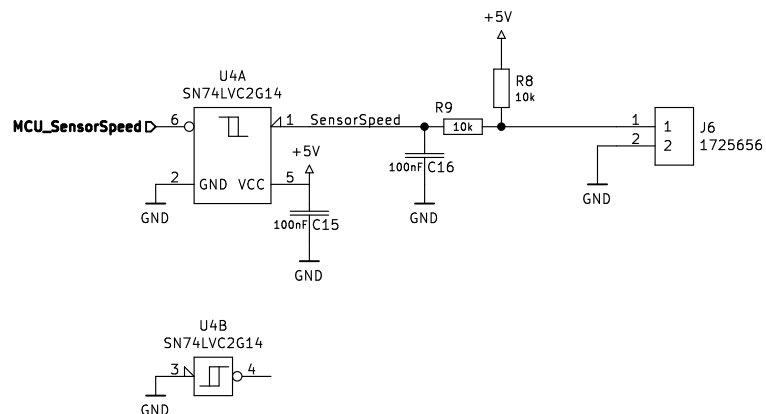 +5V
U4A
SN74LVC2G14
R8
10k
R9
MCU_SensorSpeed
6
1
SensorSpeed
10k
1
1
J6
2
2
1725656
+5V
100nF
C16
2
GND
VCC
5
GND
GND
GND
100nF
C15
GND
U4B
SN74LVC2G14
3
4
GND